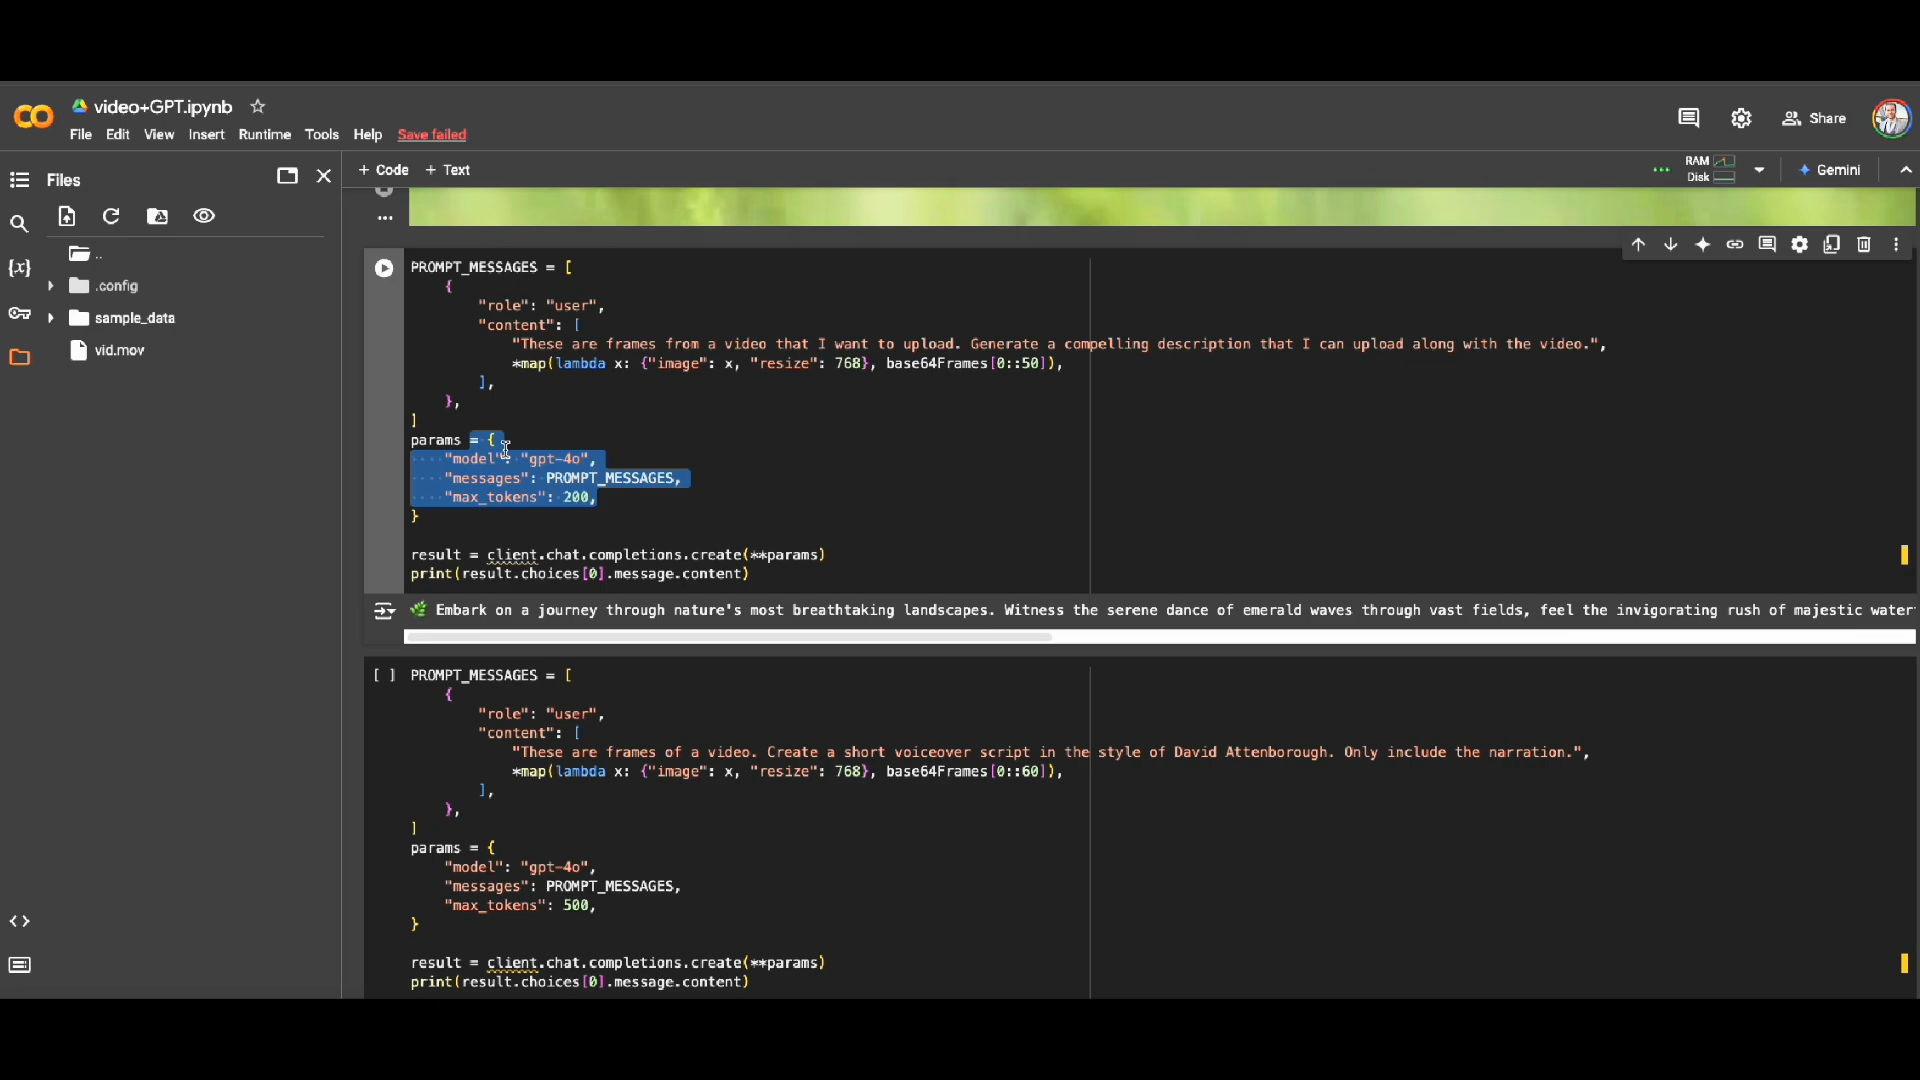 video+GPT.ipynb
File Edit View Insert Runtime Tools Help Save failed
Share
Files
+ Code + Text
RAM
Disk
Gemini
..
.config
sample_data
vid.mov
{x}
PROMPT_MESSAGES = [
{
"role": "user",
"content": [
"These are frames from a video that I want to upload. Generate a compelling description that I can upload along with the video.",
*map(lambda x: {"image": x, "resize": 768}, base64Frames[0::50]),
],
},
]
params = {
"model": "gpt-4o",
"messages": PROMPT_MESSAGES,
"max_tokens": 200,
}
result = client.chat.completions.create(**params)
print(result.choices[0].message.content)
🌿 Embark on a journey through nature's most breathtaking landscapes. Witness the serene dance of emerald waves through vast fields, feel the invigorating rush of majestic water
[ ] PROMPT_MESSAGES = [
{
"role": "user",
"content": [
"These are frames of a video. Create a short voiceover script in the style of David Attenborough. Only include the narration.",
*map(lambda x: {"image": x, "resize": 768}, base64Frames[0::60]),
],
},
]
params = {
"model": "gpt-4o",
"messages": PROMPT_MESSAGES,
"max_tokens": 500,
}
result = client.chat.completions.create(**params)
print(result.choices[0].message.content)